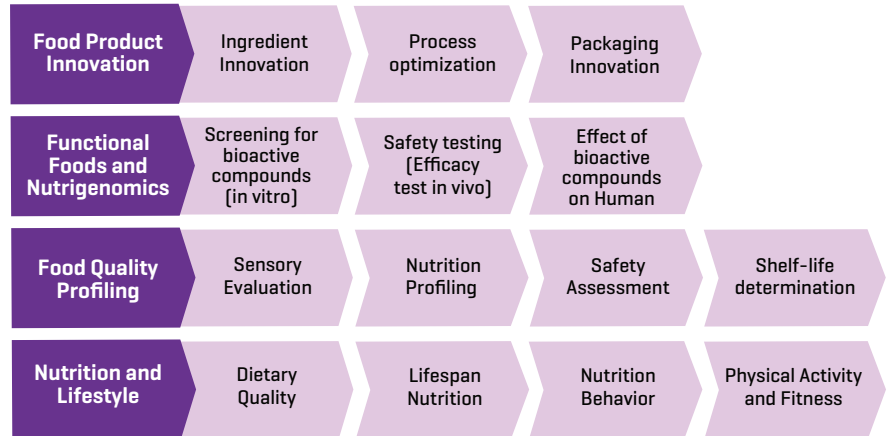 Food Product
Innovation
Ingredient
Innovation
Process
optimization
Packaging
Innovation
Functional
Foods and
Nutrigenomics
Screening for
bioactive
compounds
(in vitro)
Safety testing
(Efficacy
test in vivo)
Effect of
bioactive
compounds
on Human
Food Quality
Profiling
Sensory
Evaluation
Nutrition
Profiling
Safety
Assessment
Shelf-life
determination
Nutrition and
Lifestyle
Dietary
Quality
Lifespan
Nutrition
Nutrition
Behavior
Physical Activity
and Fitness